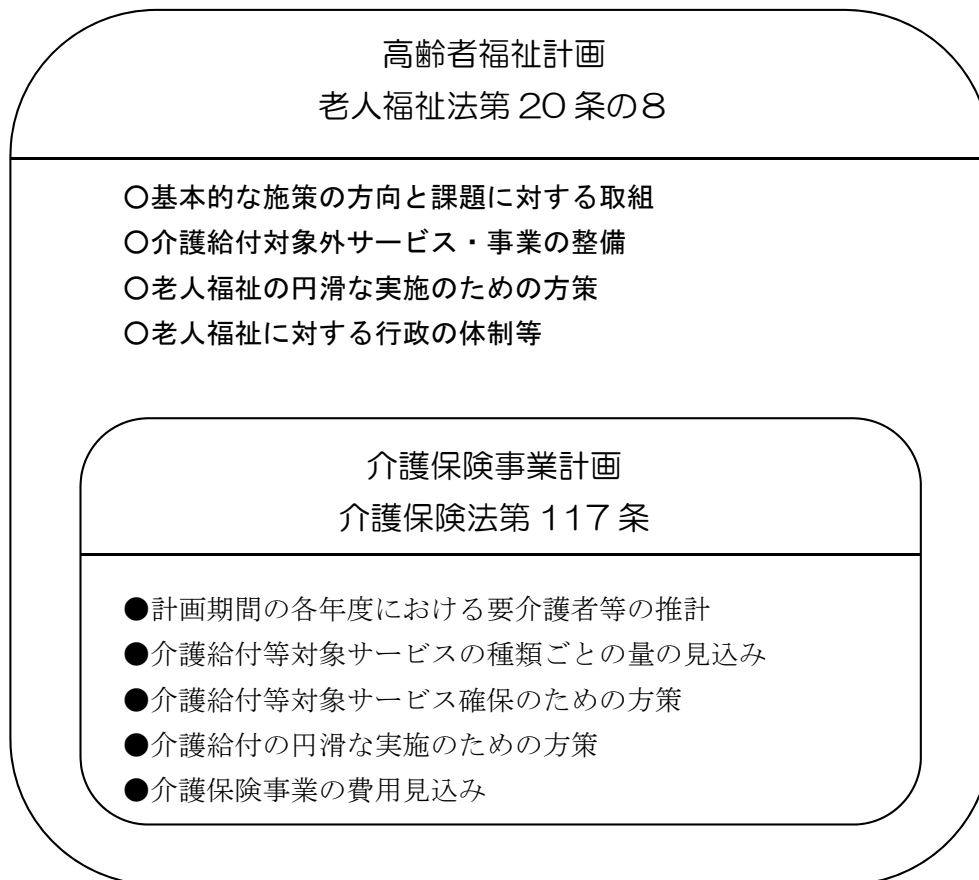 高齢者福祉計画
老人福祉法第 20 条の8
〇基本的な施策の方向と課題に対する取組
〇介護給付対象外サービス・事業の整備
〇老人福祉の円滑な実施のための方策
〇老人福祉に対する行政の体制等
介護保険事業計画
介護保険法第 117 条
●計画期間の各年度における要介護者等の推計
●介護給付等対象サービスの種類ごとの量の見込み
●介護給付等対象サービス確保のための方策
●介護給付の円滑な実施のための方策
●介護保険事業の費用見込み